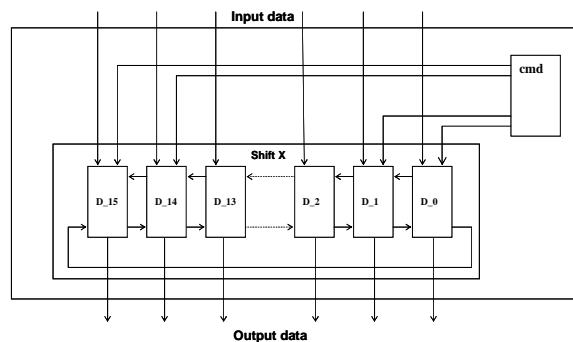 Input data
cmd
Shift X
D_15 D_14 D_13 D_2 D_1 D_0
Output data